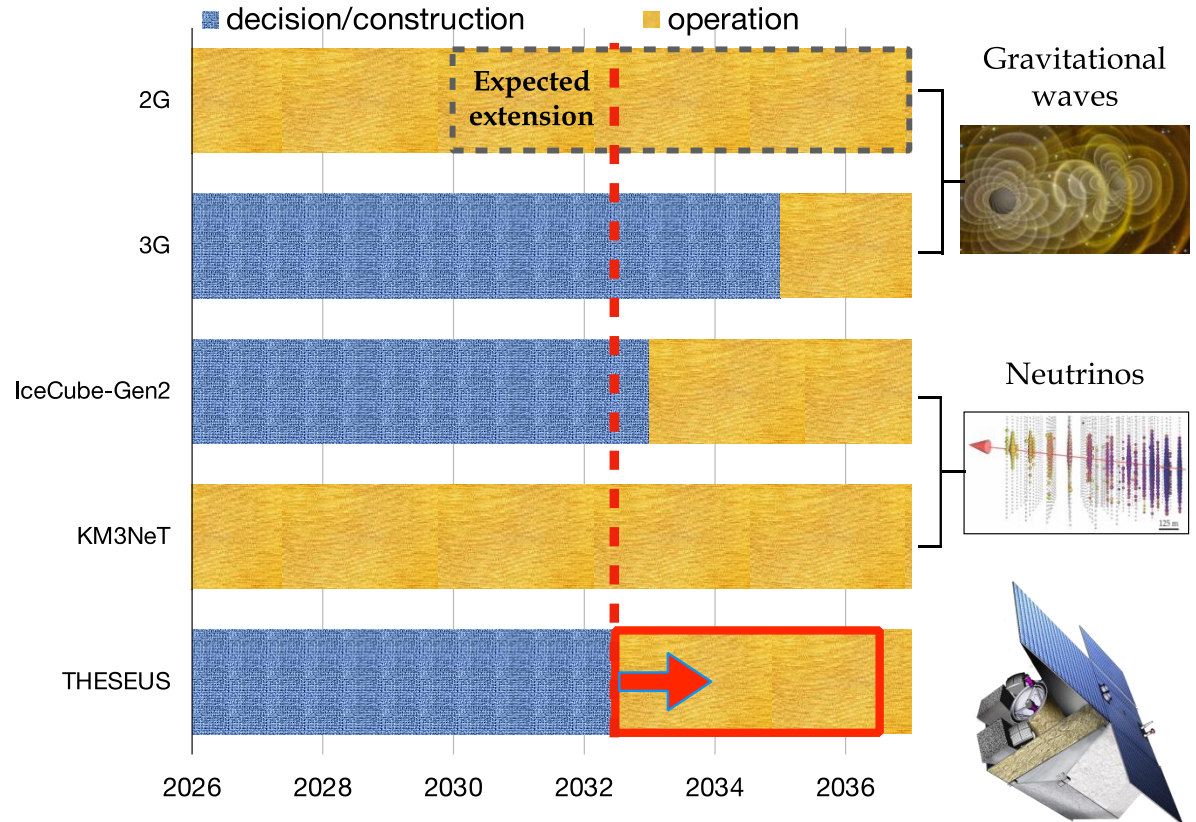 decision/construction
operation
2G
Expected
extension
Gravitational
waves
3G
IceCube-Gen2
Neutrinos
125 m
KM3NeT
THESEUS
2026
2028
2030
2032
2034
2036